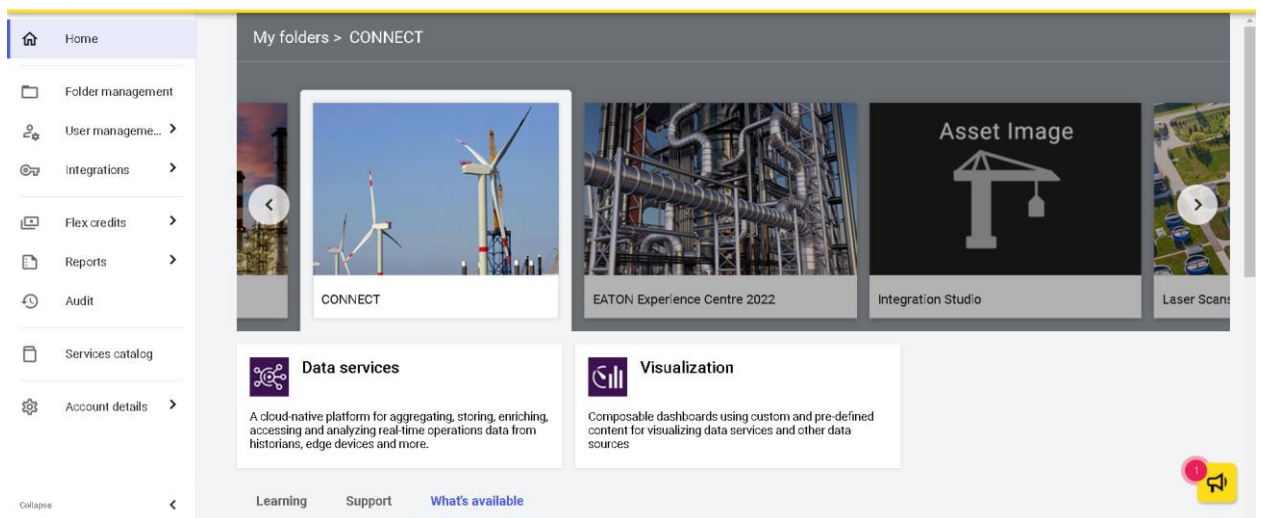 Home
Folder management
User manageme...
Integrations
Flex credits
Reports
Audit
Services catalog
Account details
Collapse
My folders > CONNECT
CONNECT
EATON Experience Centre 2022
Asset Image
Integration Studio
Laser Scans
Data services
A cloud-native platform for aggregating, storing, enriching,
accessing and analyzing real-time operations data from
historians, edge devices and more.
Visualization
Composable dashboards using custom and pre-defined
content for visualizing data services and other data
sources
Learning
Support
What's available
1